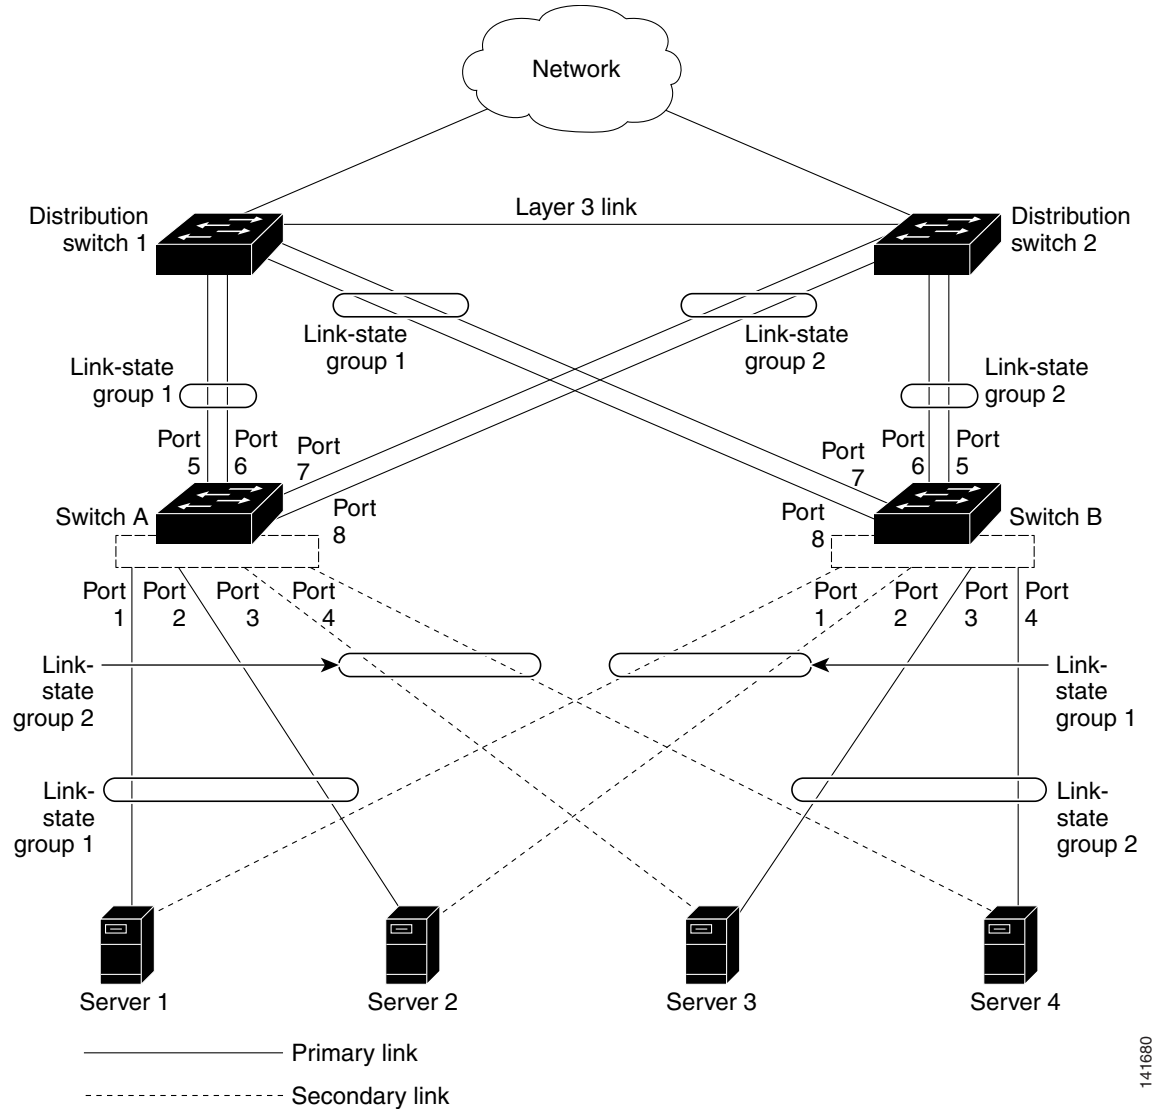 Network
Layer 3 link
Distribution
switch 1
Distribution
switch 2
Link-state
group 1
Link-state
group 2
Link-state
group 1
Link-state
group 2
Port
5
Port
6
Port
7
Port
8
Port
7
Port
6
Port
5
Port
8
Switch A
Switch B
Port
1
Port
2
Port
3
Port
4
Port
1
Port
2
Port
3
Port
4
Link-
state
group 2
Link-
state
group 1
Link-
state
group 1
Link-
state
group 2
Server 1
Server 2
Server 3
Server 4
Primary link
Secondary link
141680